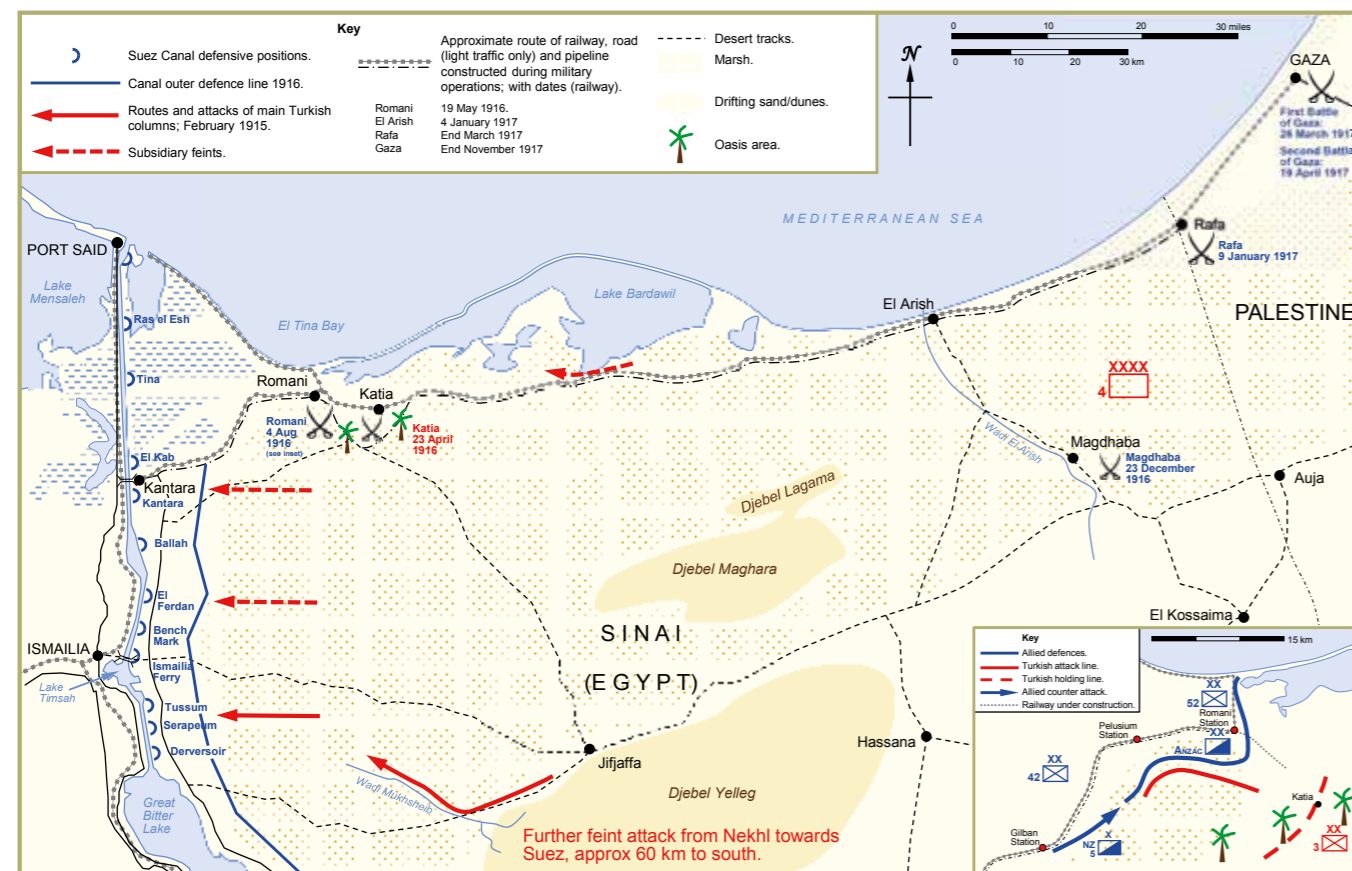 Key
Suez Canal defensive positions.
Canal outer defence line 1916.
Routes and attacks of main Turkish
columns; February 1915.
Subsidiary feints.
Approximate route of railway, road
(light traffic only) and pipeline
constructed during military
operations; with dates (railway).
Romani 19 May 1916.
El Arish 4 January 1917
Rafa End March 1917
Gaza End November 1917
Desert tracks.
Marsh.
Drifting sand/dunes.
Oasis area.
N
0 10 20 30 miles
0 10 20 30 km
GAZA
First Battle
of Gaza:
26 March 1917
Second Battle
of Gaza:
19 April 1917
MEDITERRANEAN SEA
Rafa
Rafa
9 January 1917
PALESTINE
PORT SAID
Lake
Mensaleh
Ras el Esh
El Tina Bay
Lake Bardawil
El Arish
Tina
Romani
Katia
Romani
4 Aug
1916
(see inset)
Katia
23 April
1916
XXXX
4
Wadi El Arish
Magdhaba
Magdhaba
23 December
1916
Auja
El Kab
Kantara
Kantara
Djebel Lagama
Ballah
Djebel Maghara
El
Ferdan
Bench
Mark
SINAI
(EGYPT)
El Kossaima
ISMAILIA
Ismailia
Ferry
Lake
Timsah
Tussum
Serapeum
Derversoir
Jifjaffa
Hassana
Wadi Mukhsheib
Djebel Yelleg
Great
Bitter
Lake
Further feint attack from Nekhl towards
Suez, approx 60 km to south.
Key
Allied defences.
Turkish attack line.
Turkish holding line.
Allied counter attack.
Railway under construction.
15 km
XX
52
Romani
Station
Pelusium
Station
XX
ANZAC
XX
42
Katia
Gilban
Station
X
NZ
5
XX
3